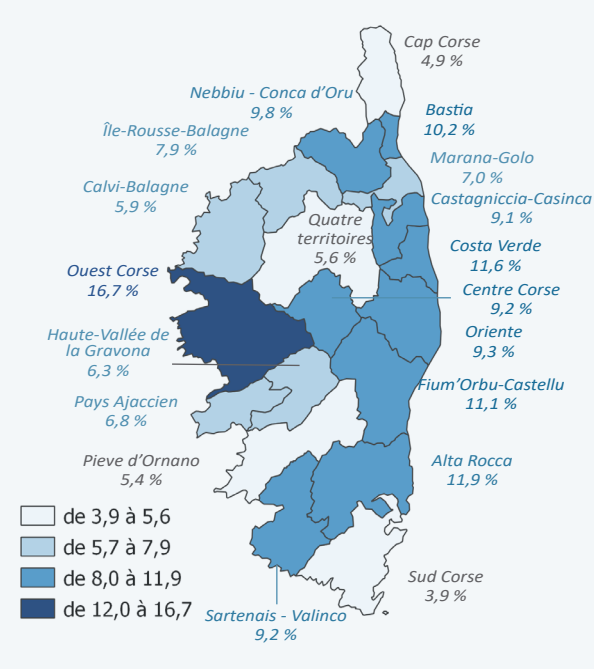 Cap Corse
4,9 %
Nebbiu - Conca d'Oru
9,8 %
Bastia
10,2 %
Île-Rousse-Balagne
7,9 %
Marana-Golo
7,0 %
Calvi-Balagne
5,9 %
Castagniccia-Casinca
9,1 %
Quatre
territoires
5,6 %
Costa Verde
11,6 %
Ouest Corse
16,7 %
Centre Corse
9,2 %
Haute-Vallée de
la Gravona
6,3 %
Oriente
9,3 %
Fium'Orbu-Castellu
11,1 %
Pays Ajaccien
6,8 %
Pieve d'Ornano
5,4 %
Alta Rocca
11,9 %
de 3,9 à 5,6
de 5,7 à 7,9
de 8,0 à 11,9
de 12,0 à 16,7
Sud Corse
3,9 %
Sartenais - Valinco
9,2 %